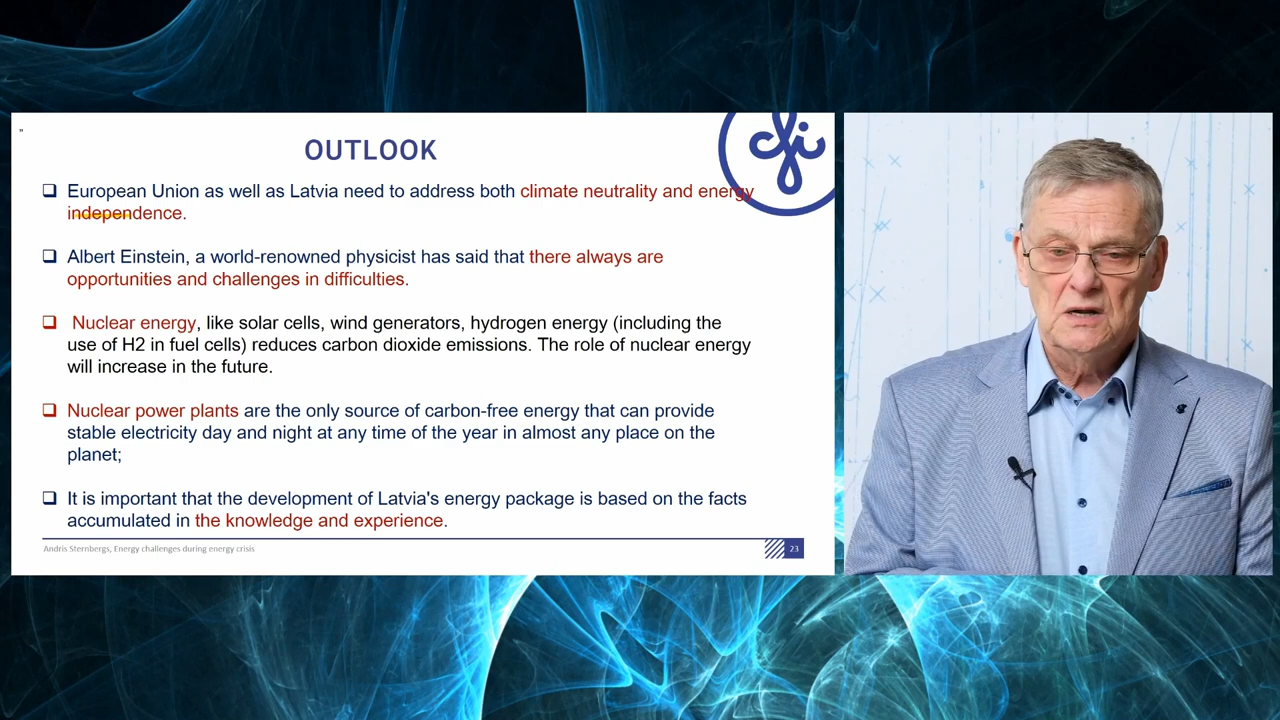 "
OUTLOOK
European Union as well as Latvia need to address both climate neutrality and energy
independence.
Albert Einstein, a world-renowned physicist has said that there always are
opportunities and challenges in difficulties.
Nuclear energy, like solar cells, wind generators, hydrogen energy (including the
use of H2 in fuel cells) reduces carbon dioxide emissions. The role of nuclear energy
will increase in the future.
Nuclear power plants are the only source of carbon-free energy that can provide
stable electricity day and night at any time of the year in almost any place on the
planet;
It is important that the development of Latvia's energy package is based on the facts
accumulated in the knowledge and experience.
Andris Sternbergs, Energy challenges during energy crisis
23